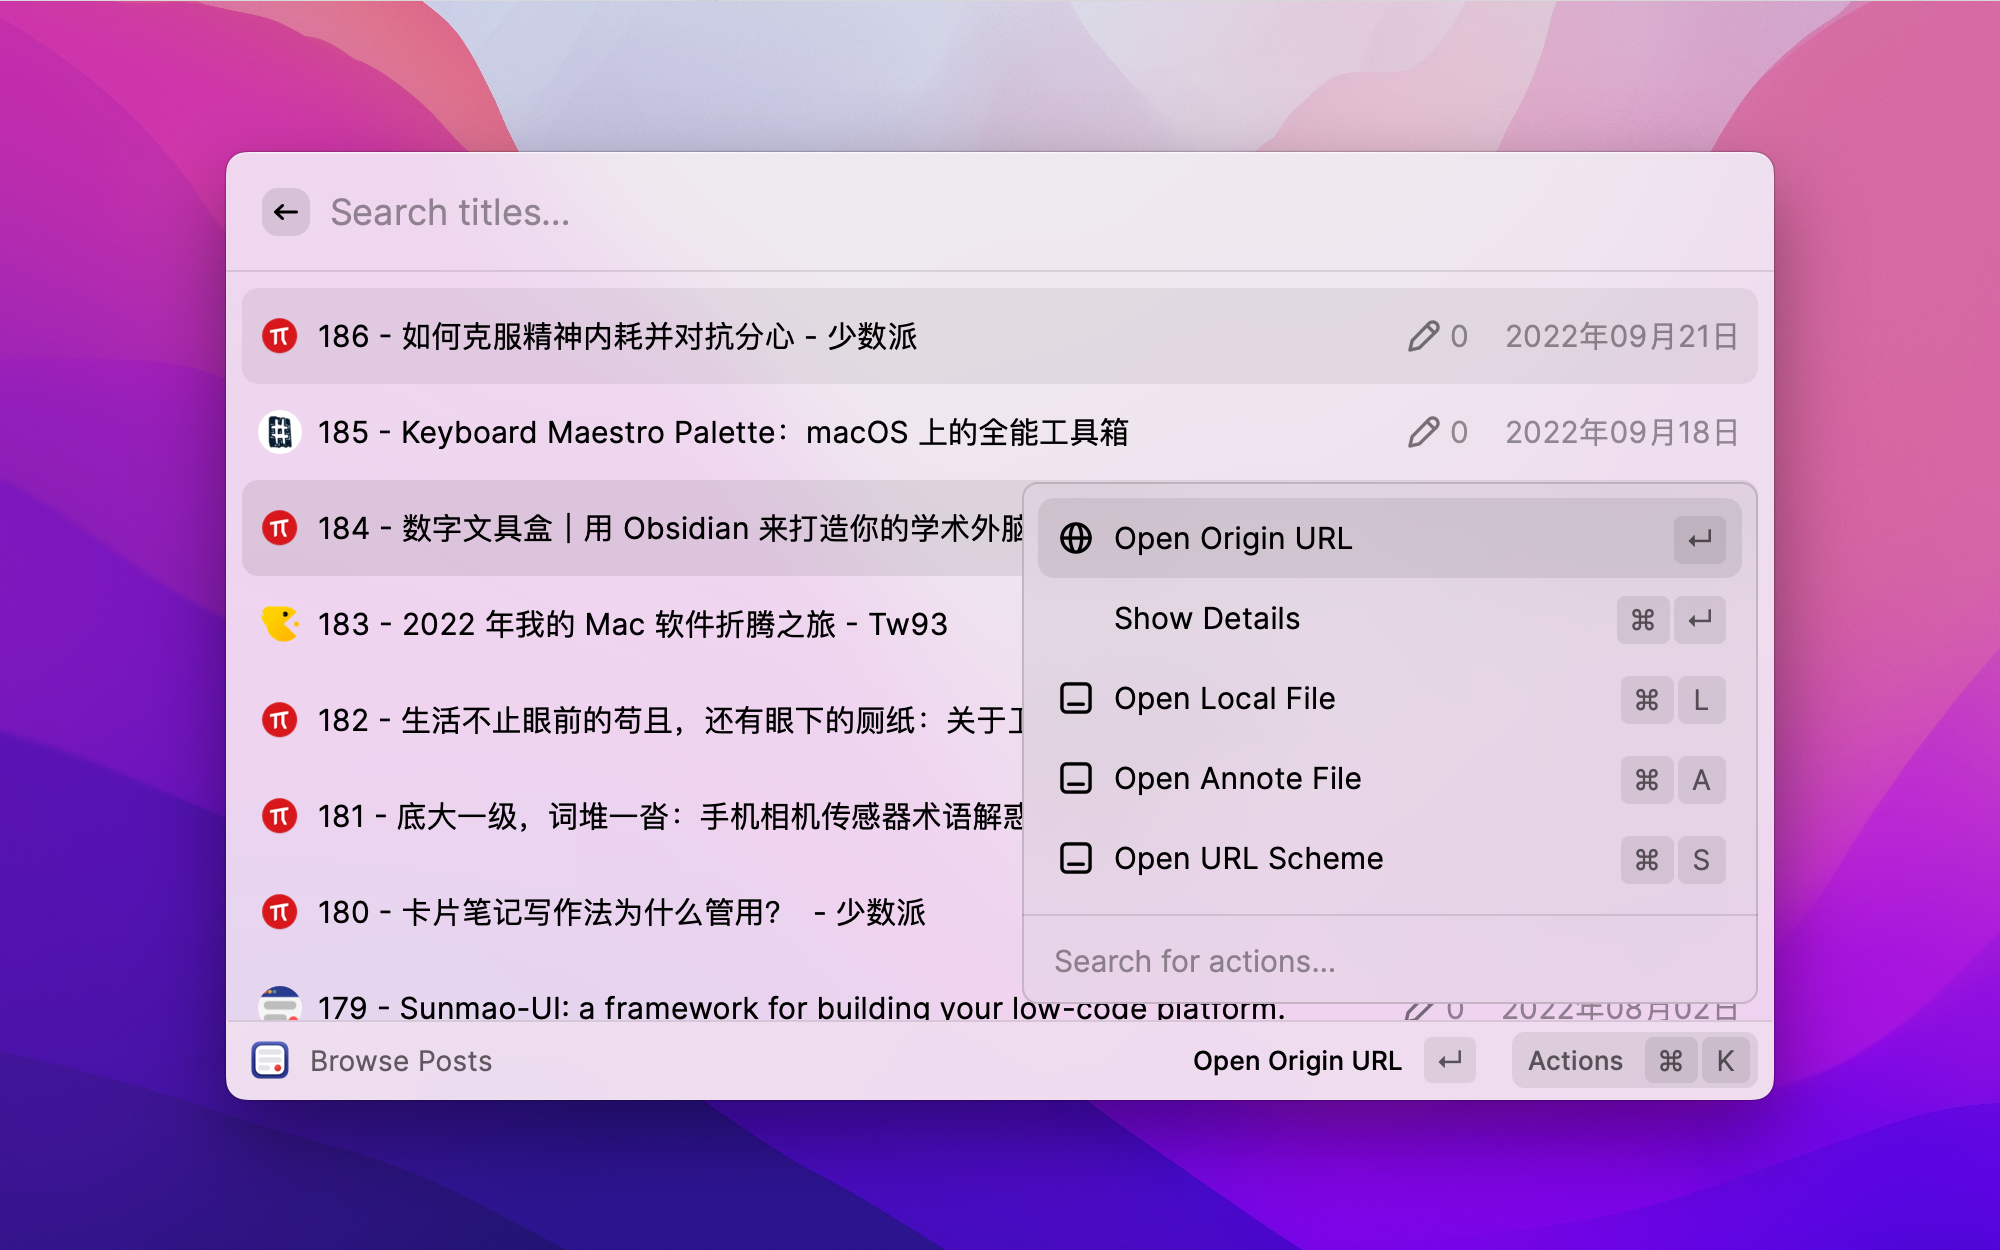 Search titles...
186 - 如何克服精神内耗并对抗分心 - 少数派 0 2022年09月21日
185 - Keyboard Maestro Palette：macOS 上的全能工具箱 0 2022年09月18日
184 - 数字文具盒｜用 Obsidian 来打造你的学术外脑
183 - 2022 年我的 Mac 软件折腾之旅 - Tw93
182 - 生活不止眼前的苟且，还有眼下的厕纸：关于
181 - 底大一级，词堆一沓：手机相机传感器术语解惑
180 - 卡片笔记写作法为什么管用？ - 少数派
179 - Sunmao-UI: a framework for building your low-code platform. 0 2022年08月02日
Open Origin URL ↵
Show Details ⌘ ↵
Open Local File ⌘ L
Open Annote File ⌘ A
Open URL Scheme ⌘ S
Search for actions...
Browse Posts Open Origin URL ↵ Actions ⌘ K